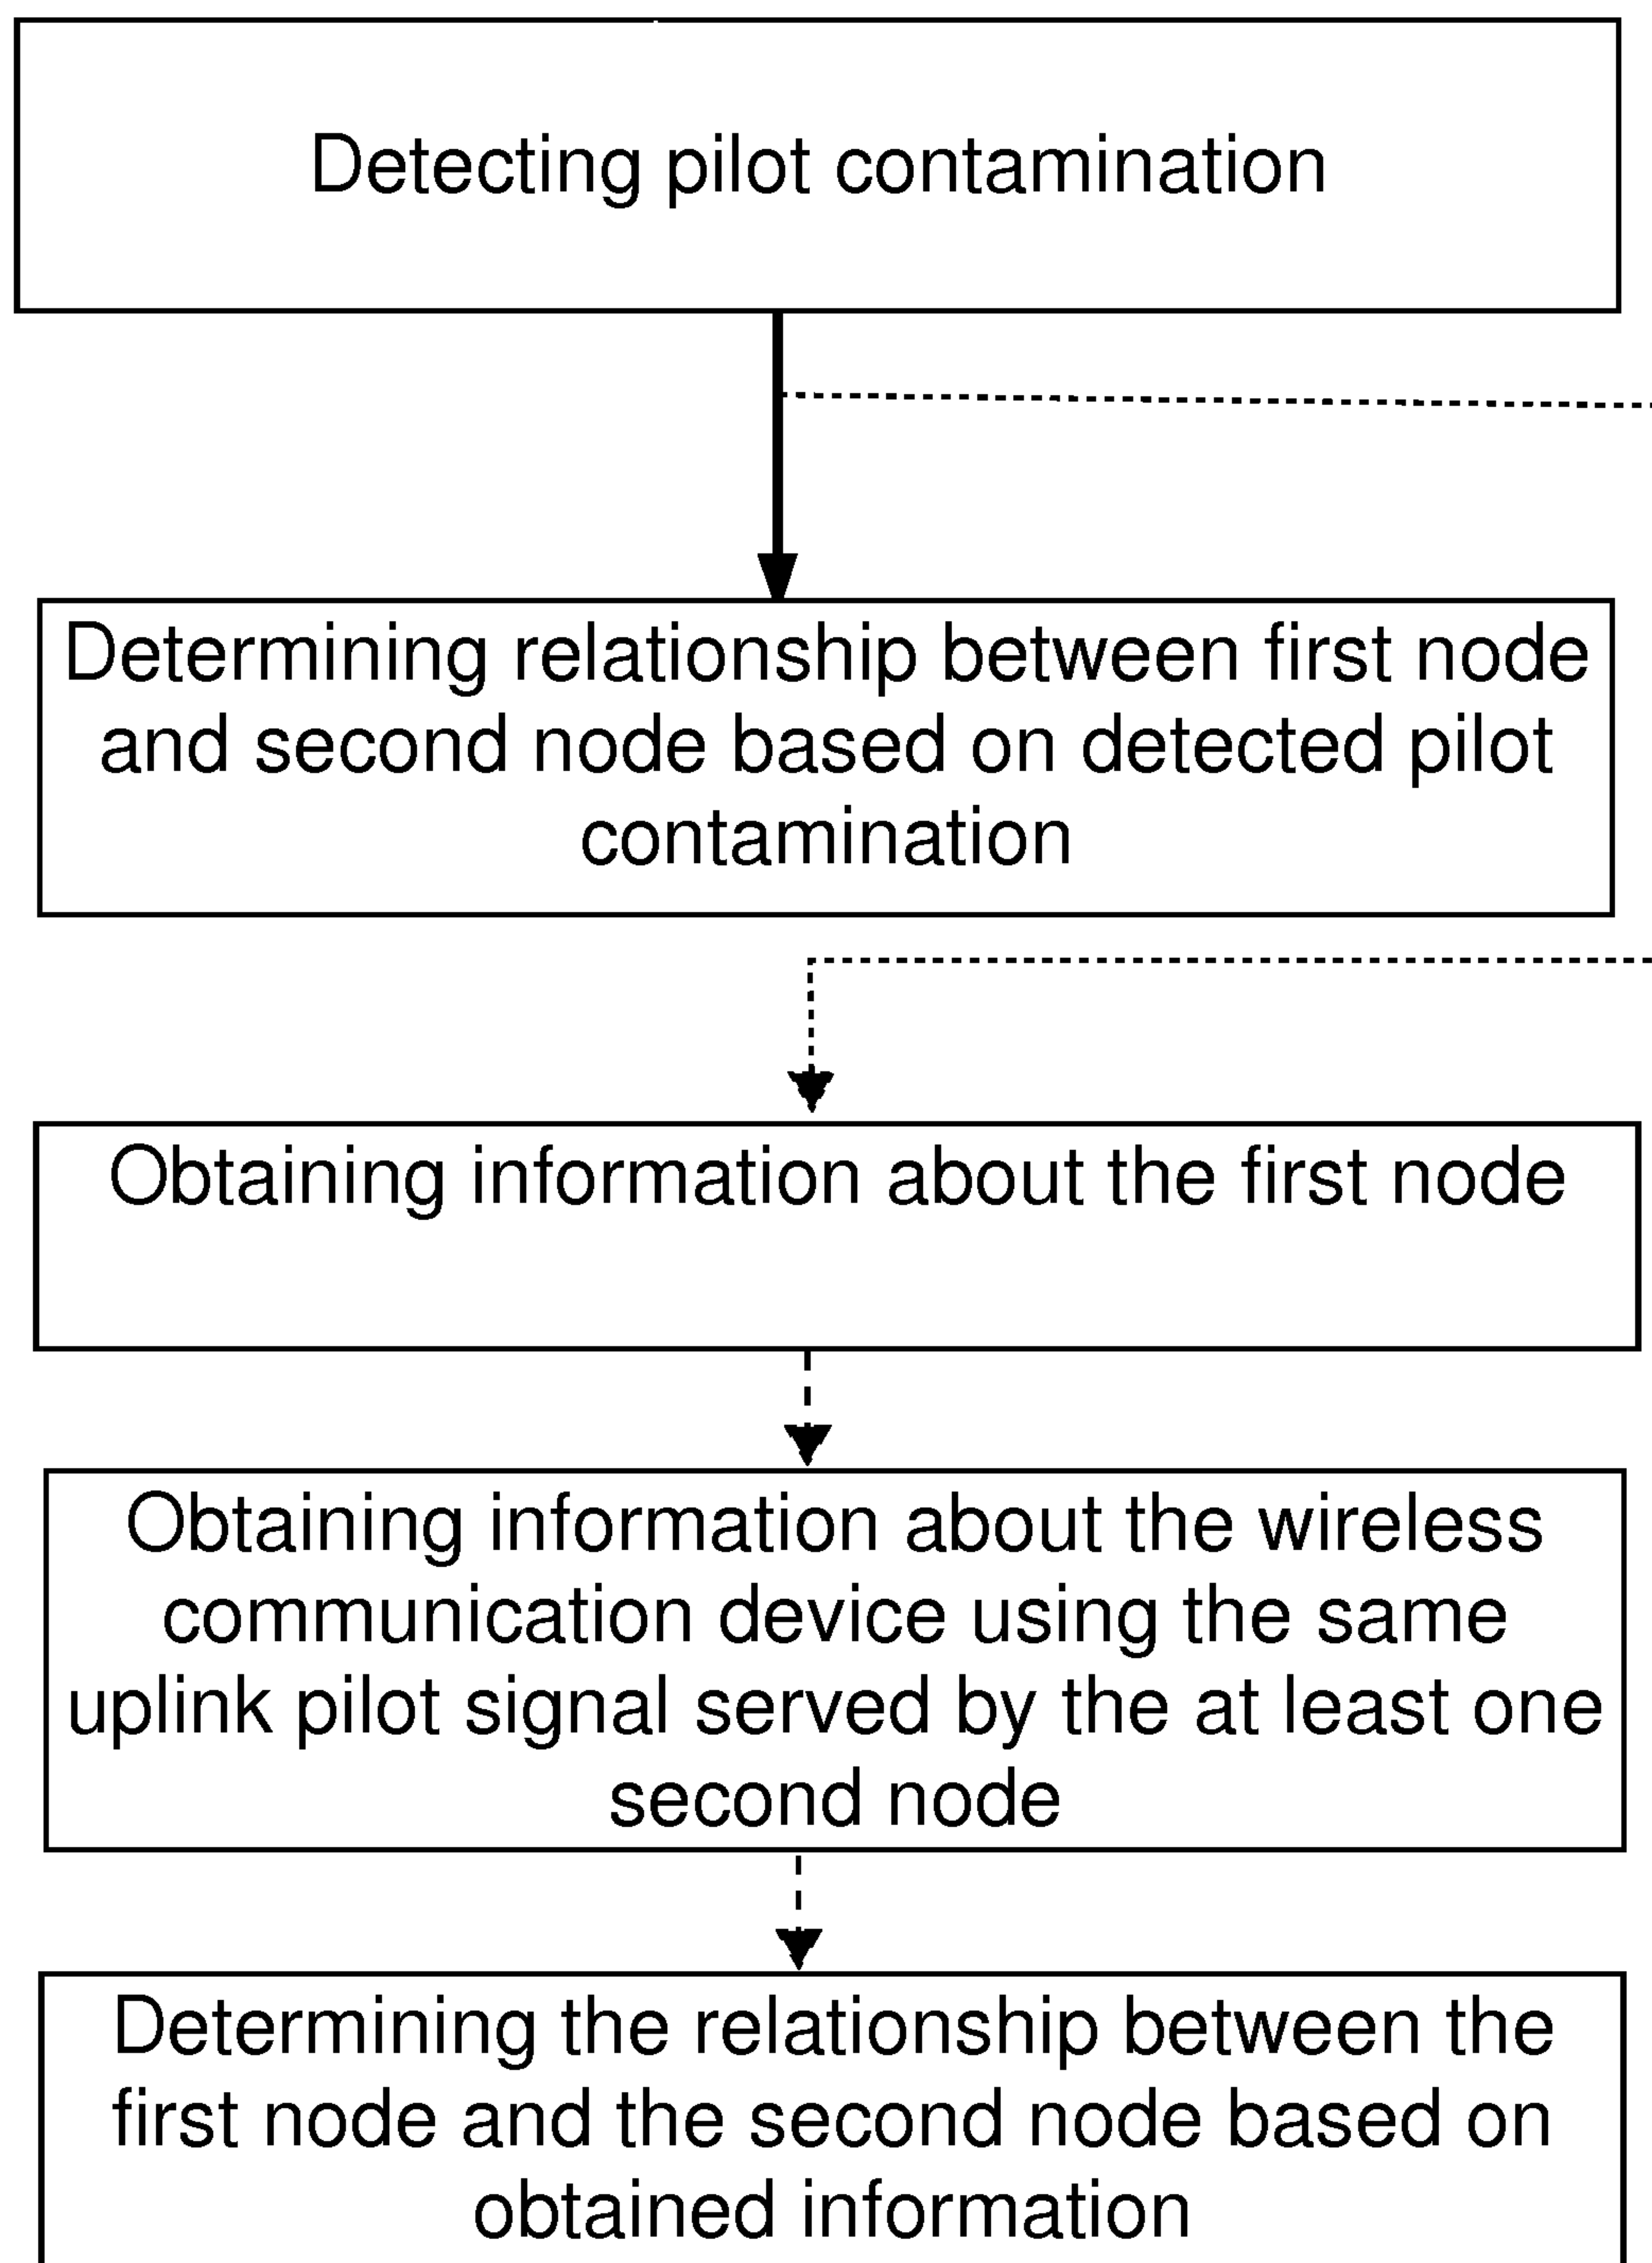 Detecting pilot contamination
Determining relationship between first node
and second node based on detected pilot
contamination
Obtaining information about the first node
Obtaining information about the wireless
communication device using the same
uplink pilot signal served by the at least one
second node
Determining the relationship between the
first node and the second node based on
obtained information